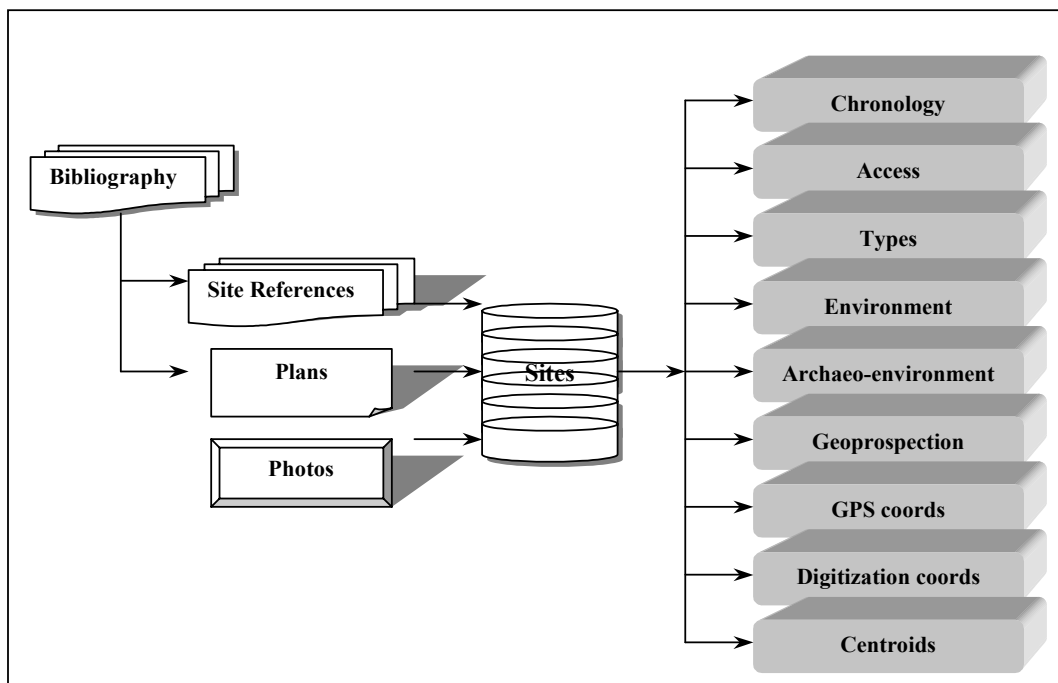 Bibliography
Site References
Plans
Photos
Sites
Chronology
Access
Types
Environment
Archaeo-environment
Geoprospection
GPS coords
Digitization coords
Centroids